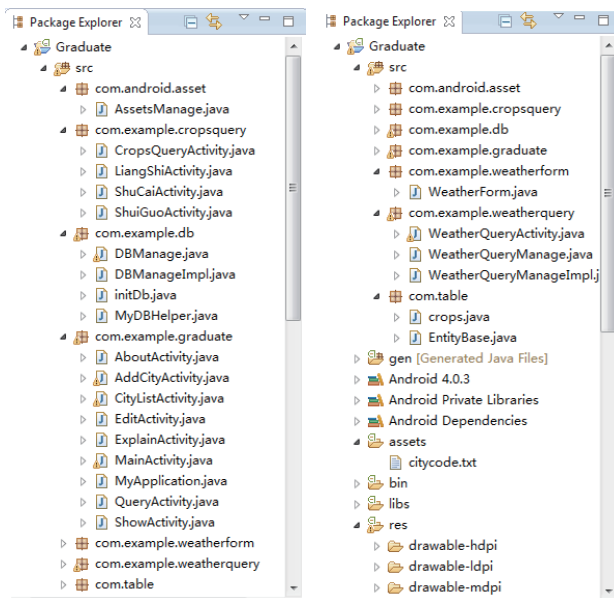 Package Explorer
Graduate
src
com.android.asset
AssetsManage.java
com.example.cropsquery
CropsQueryActivity.java
LiangShiActivity.java
ShuCaiActivity.java
ShuiGuoActivity.java
com.example.db
DBManage.java
DBManageImpl.java
initDb.java
MyDBHelper.java
com.example.graduate
AboutActivity.java
AddCityActivity.java
CityListActivity.java
EditActivity.java
ExplainActivity.java
MainActivity.java
MyApplication.java
QueryActivity.java
ShowActivity.java
com.example.weatherform
com.example.weatherquery
com.table
Package Explorer
Graduate
src
com.android.asset
com.example.cropsquery
com.example.db
com.example.graduate
com.example.weatherform
WeatherForm.java
com.example.weatherquery
WeatherQueryActivity.java
WeatherQueryManage.java
WeatherQueryManageImpl.j
com.table
crops.java
EntityBase.java
gen [Generated Java Files]
Android 4.0.3
Android Private Libraries
Android Dependencies
assets
citycode.txt
bin
libs
res
drawable-hdpi
drawable-ldpi
drawable-mdpi